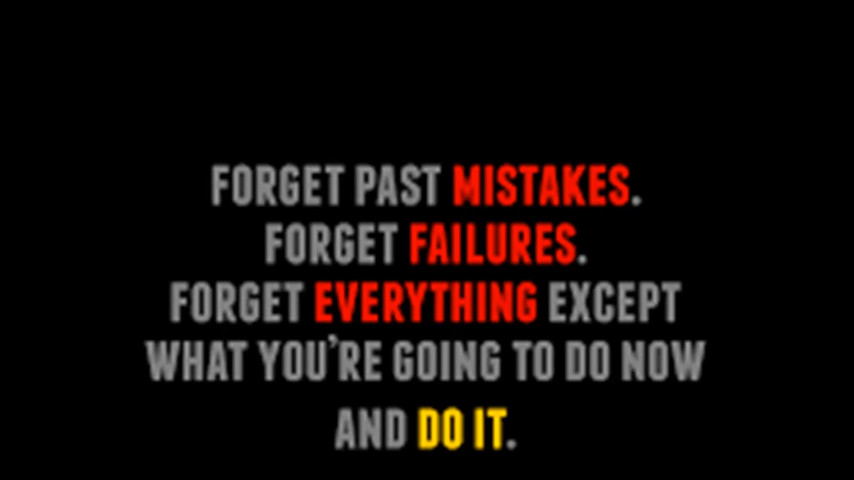 FORGET PAST MISTAKES.
FORGET FAILURES.
FORGET EVERYTHING EXCEPT
WHAT YOU'RE GOING TO DO NOW
AND DO IT.